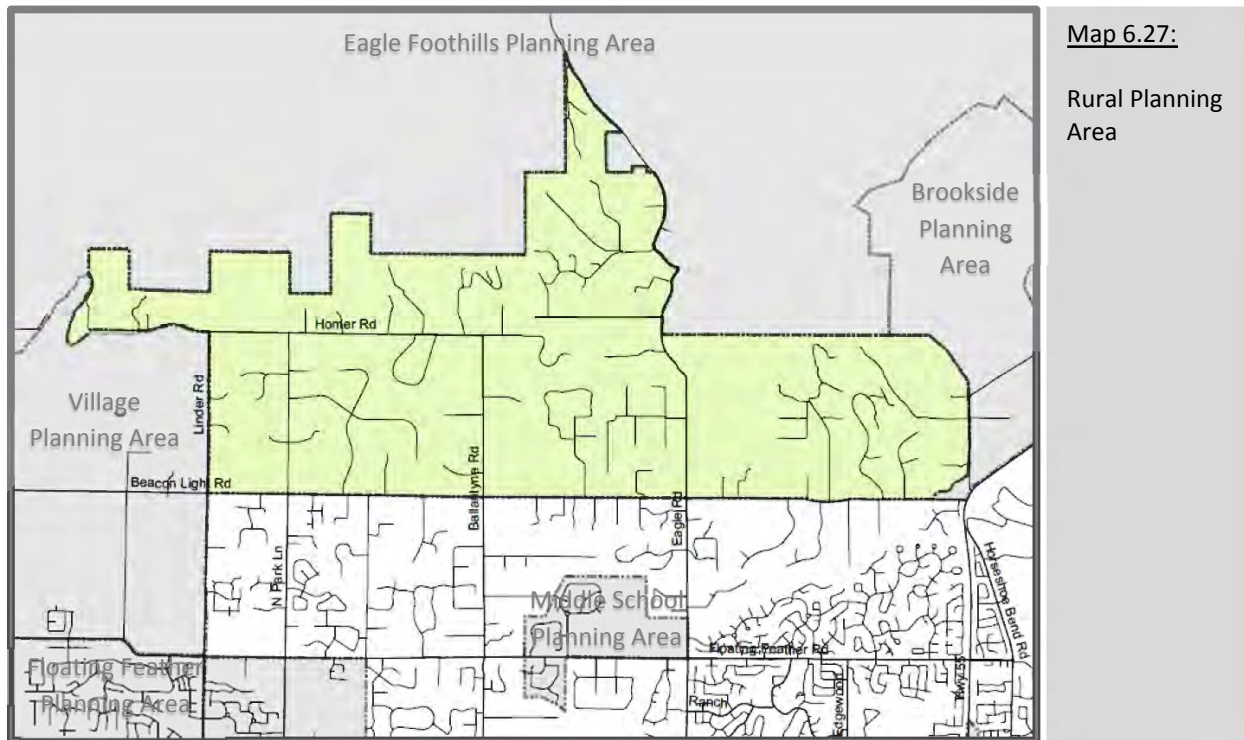 Eagle Foothills Planning Area
Map 6.27:
Rural Planning
Area
Brookside
Planning
Area
Homer Rd
Linder Rd
Village
Planning Area
Beacon Light Rd
Ballantyne Rd
Eagle Rd
N Park Ln
Horseshoe Bend Rd
Middle School
Planning Area
Floating Feather Rd
Floating Feather
Planning Area
Hwy 55
Ranch
Edgewood